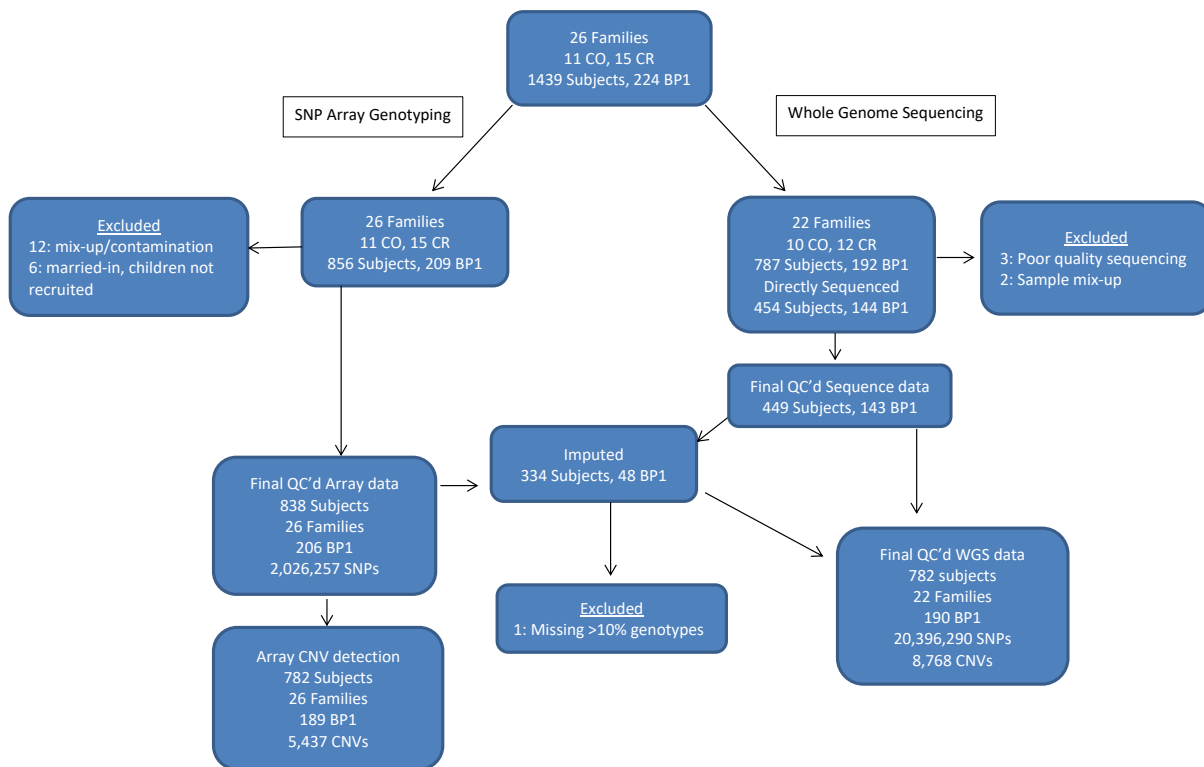 26 Families
11 CO, 15 CR
1439 Subjects, 224 BP1
SNP Array Genotyping
Whole Genome Sequencing
Excluded
12: mix-up/contamination
6: married-in, children not
recruited
26 Families
11 CO, 15 CR
856 Subjects, 209 BP1
22 Families
10 CO, 12 CR
787 Subjects, 192 BP1
Directly Sequenced
454 Subjects, 144 BP1
Excluded
3: Poor quality sequencing
2: Sample mix-up
Final QC’d Sequence data
449 Subjects, 143 BP1
Imputed
334 Subjects, 48 BP1
Final QC’d Array data
838 Subjects
26 Families
206 BP1
2,026,257 SNPs
Excluded
1: Missing >10% genotypes
Final QC’d WGS data
782 subjects
22 Families
190 BP1
20,396,290 SNPs
8,768 CNVs
Array CNV detection
782 Subjects
26 Families
189 BP1
5,437 CNVs